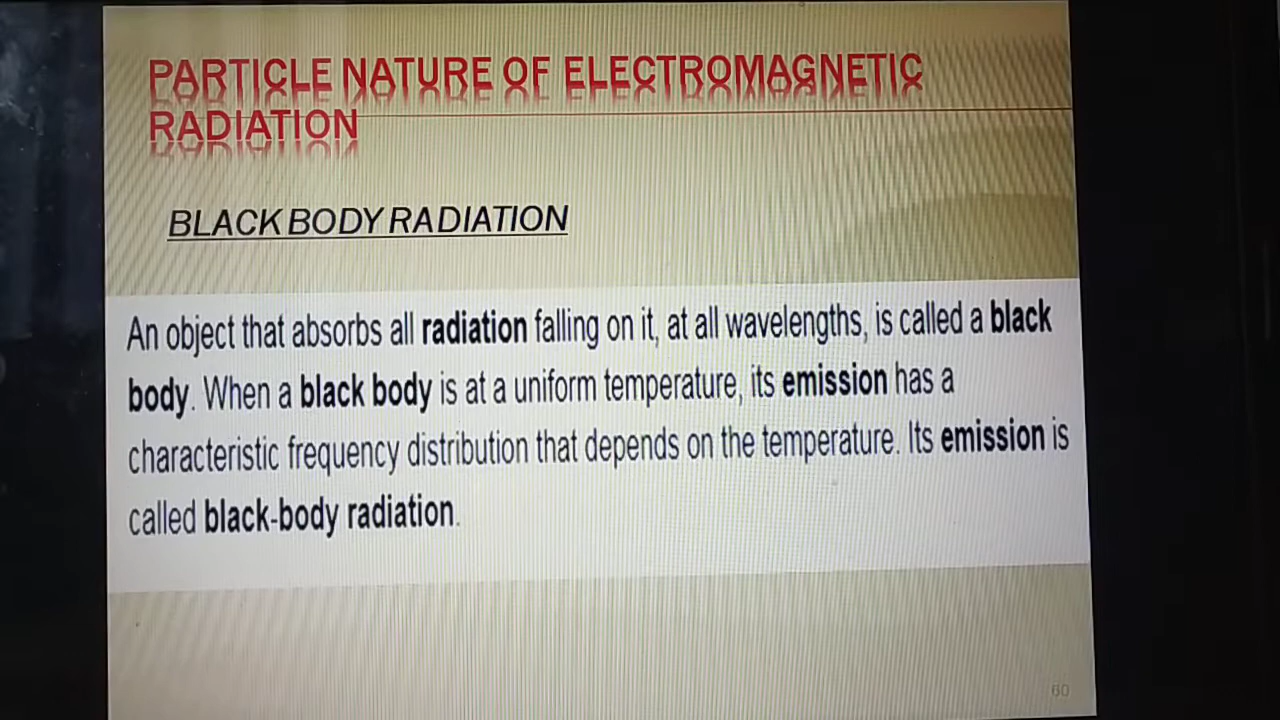 PARTICLE NATURE OF ELECTROMAGNETIC
RADIATION
BLACK BODY RADIATION
An object that absorbs all radiation falling on it, at all wavelengths, is called a black
body. When a black body is at a uniform temperature, its emission has a
characteristic frequency distribution that depends on the temperature. Its emission is
called black-body radiation.
60